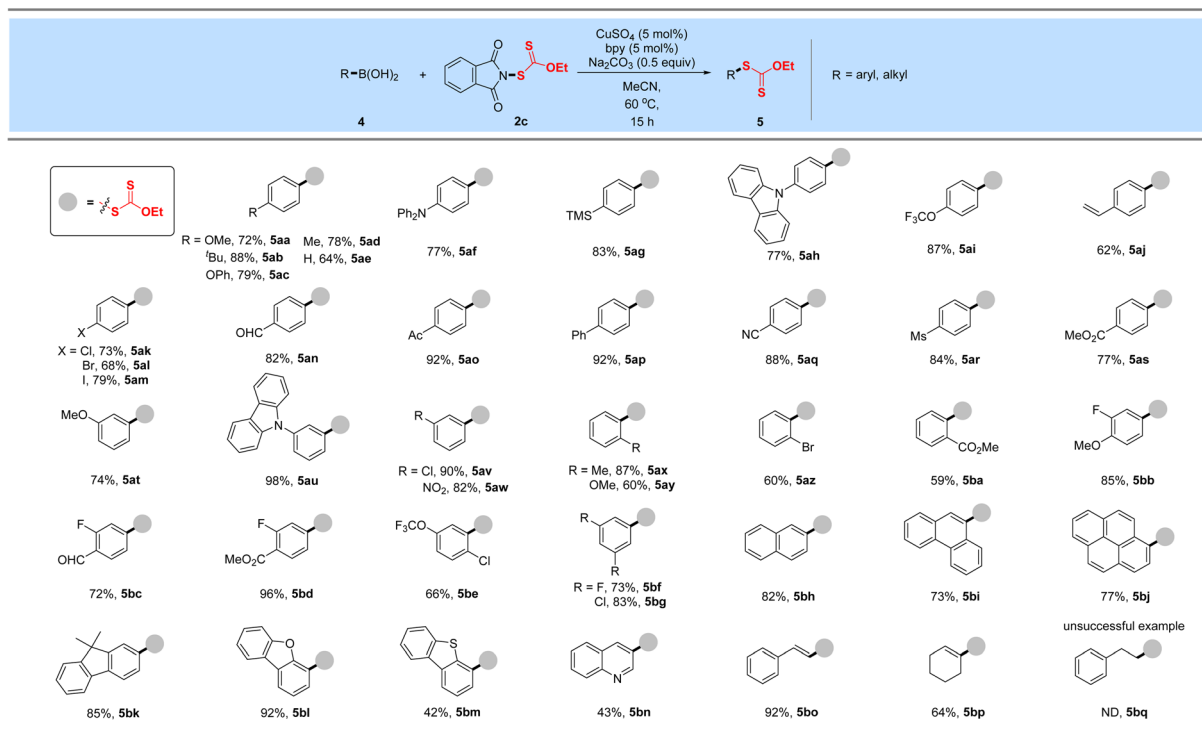 R–B(OH)₂ + N S S OEt O O
CuSO₄ (5 mol%)
bpy (5 mol%)
Na₂CO₃ (0.5 equiv)
MeCN,
60 °C,
15 h
R S OEt S
R = aryl, alkyl
4 2c 5
= S S OEt
R
R = OMe, 72%, 5aa Me, 78%, 5ad
ᵗBu, 88%, 5ab H, 64%, 5ae
OPh, 79%, 5ac
Ph₂N
77%, 5af
TMS
83%, 5ag
N
77%, 5ah
F₃CO
87%, 5ai
62%, 5aj
X
X = Cl, 73%, 5ak
Br, 68%, 5al
I, 79%, 5am
OHC
82%, 5an
Ac
92%, 5ao
Ph
92%, 5ap
NC
88%, 5aq
Ms
84%, 5ar
MeO₂C
77%, 5as
MeO
74%, 5at
N
98%, 5au
R
R = Cl, 90%, 5av
NO₂, 82%, 5aw
R
R = Me, 87%, 5ax
OMe, 60%, 5ay
Br
60%, 5az
CO₂Me
59%, 5ba
F
MeO
85%, 5bb
F
OHC
72%, 5bc
F
MeO₂C
96%, 5bd
F₃CO
Cl
66%, 5be
R
R
R = F, 73%, 5bf
Cl, 83%, 5bg
82%, 5bh
73%, 5bi
77%, 5bj
85%, 5bk
O
92%, 5bl
S
42%, 5bm
N
43%, 5bn
92%, 5bo
64%, 5bp
unsuccessful example
ND, 5bq